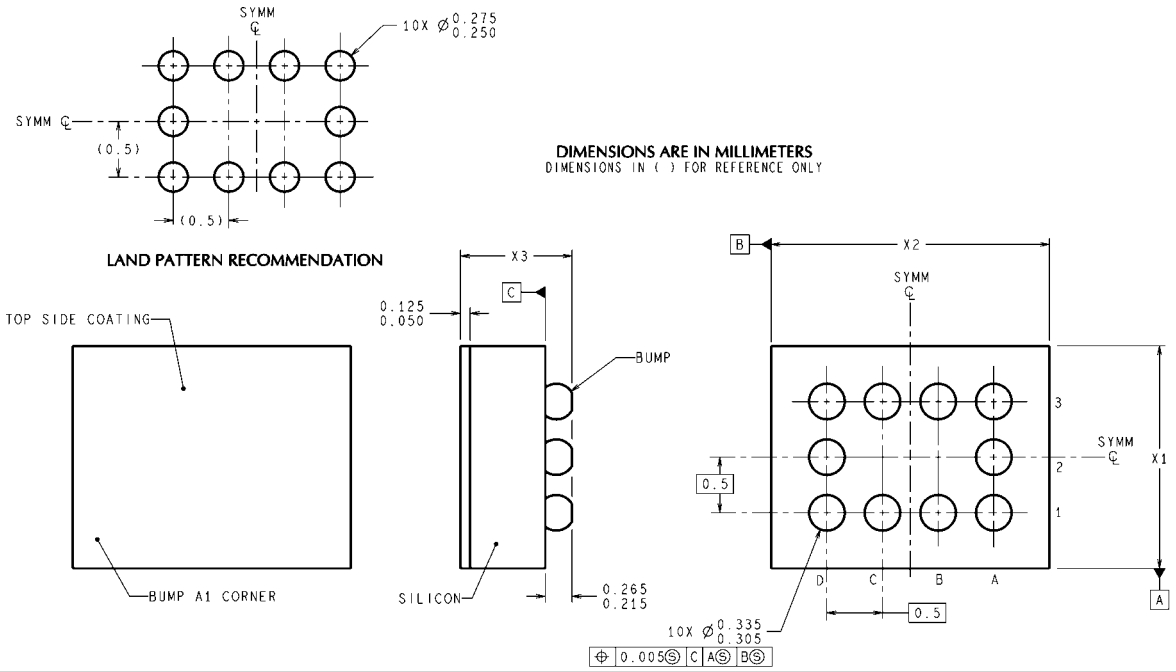 SYMM
℄
10X Ø 0.275
0.250
SYMM ℄
(0.5)
(0.5)
DIMENSIONS ARE IN MILLIMETERS
DIMENSIONS IN ( ) FOR REFERENCE ONLY
LAND PATTERN RECOMMENDATION
TOP SIDE COATING
BUMP A1 CORNER
X3
C
0.125
0.050
BUMP
SILICON
0.265
0.215
B
X2
SYMM
℄
3
SYMM
℄
2
X1
0.5
1
D C B A
0.5
A
10X Ø 0.335
0.305
⌖ 0.005Ⓢ C AⓈ BⓈ